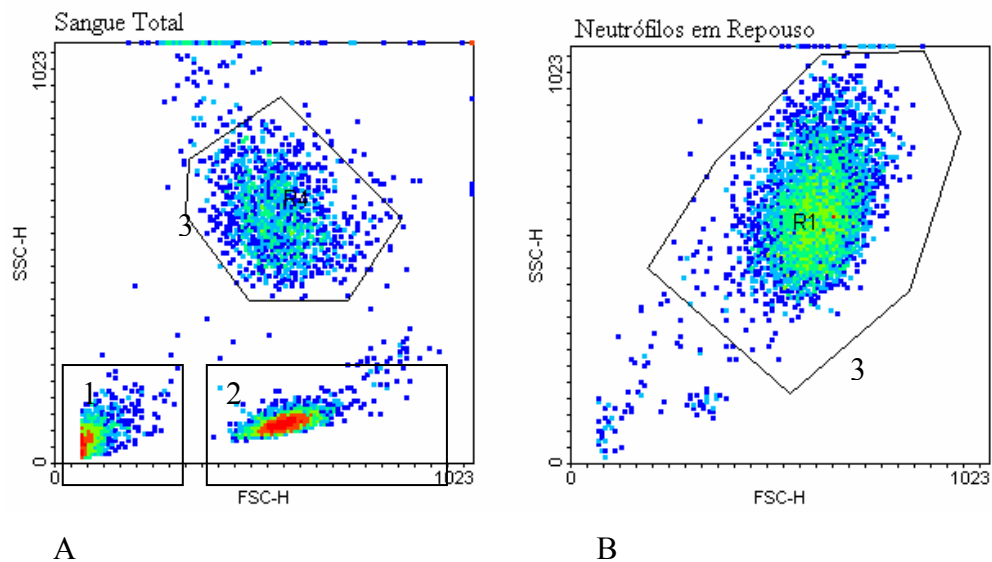 Sangue Total
1023
SSC-H
0
R4
3
1
2
0
1023
FSC-H
A
Neutrófilos em Repouso
1023
SSC-H
0
R1
3
0
1023
FSC-H
B